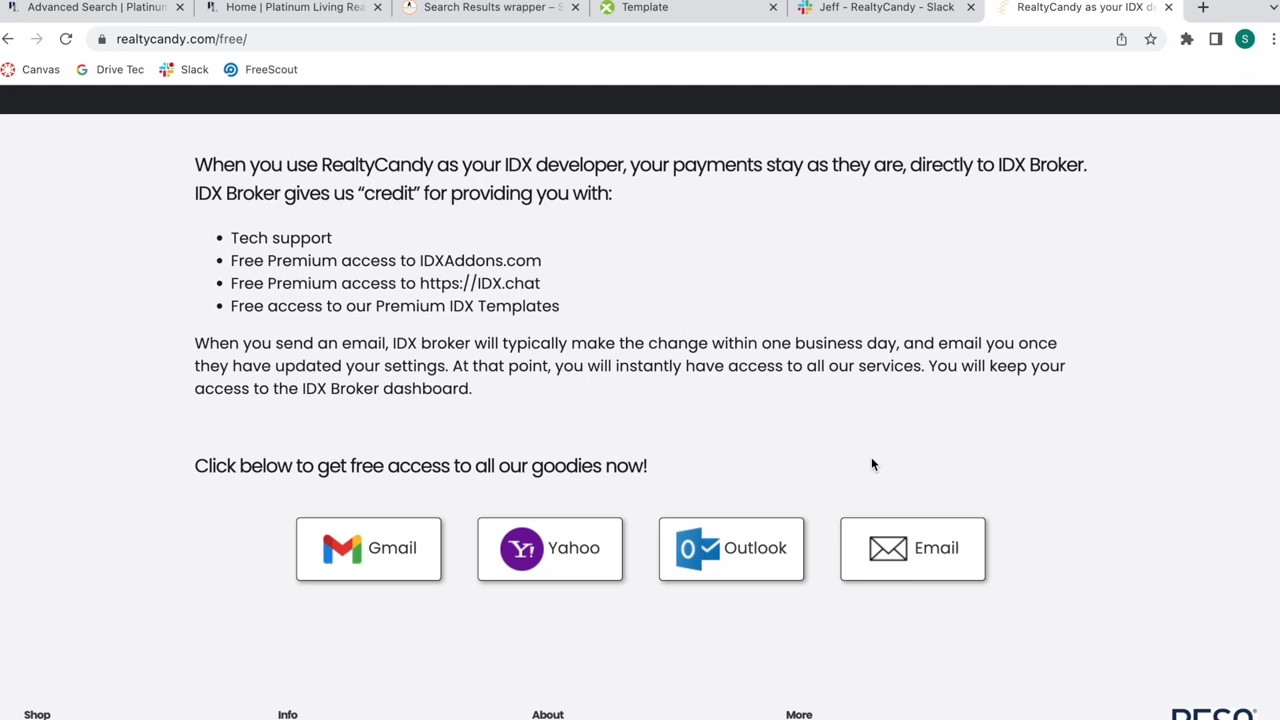 Advanced Search | Platinum
Home | Platinum Living Rea
Search Results wrapper – S
Template
Jeff - RealtyCandy - Slack
RealtyCandy as your IDX de
realtycandy.com/free/
S
Canvas
Drive Tec
Slack
FreeScout
When you use RealtyCandy as your IDX developer, your payments stay as they are, directly to IDX Broker.
IDX Broker gives us “credit” for providing you with:
• Tech support
• Free Premium access to IDXAddons.com
• Free Premium access to https://IDX.chat
• Free access to our Premium IDX Templates
When you send an email, IDX broker will typically make the change within one business day, and email you once
they have updated your settings. At that point, you will instantly have access to all our services. You will keep your
access to the IDX Broker dashboard.
Click below to get free access to all our goodies now!
Gmail
Yahoo
Outlook
Email
Shop
Info
About
More
RESO